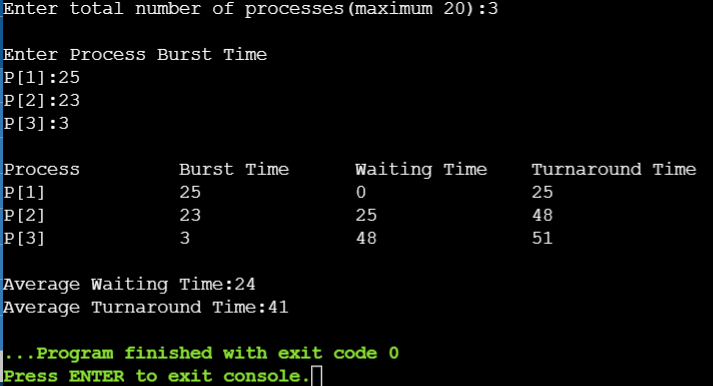 Enter total number of processes(maximum 20):3
Enter Process Burst Time
P[1]:25
P[2]:23
P[3]:3
Process Burst Time Waiting Time Turnaround Time
P[1] 25 0 25
P[2] 23 25 48
P[3] 3 48 51
Average Waiting Time:24
Average Turnaround Time:41
...Program finished with exit code 0
Press ENTER to exit console.